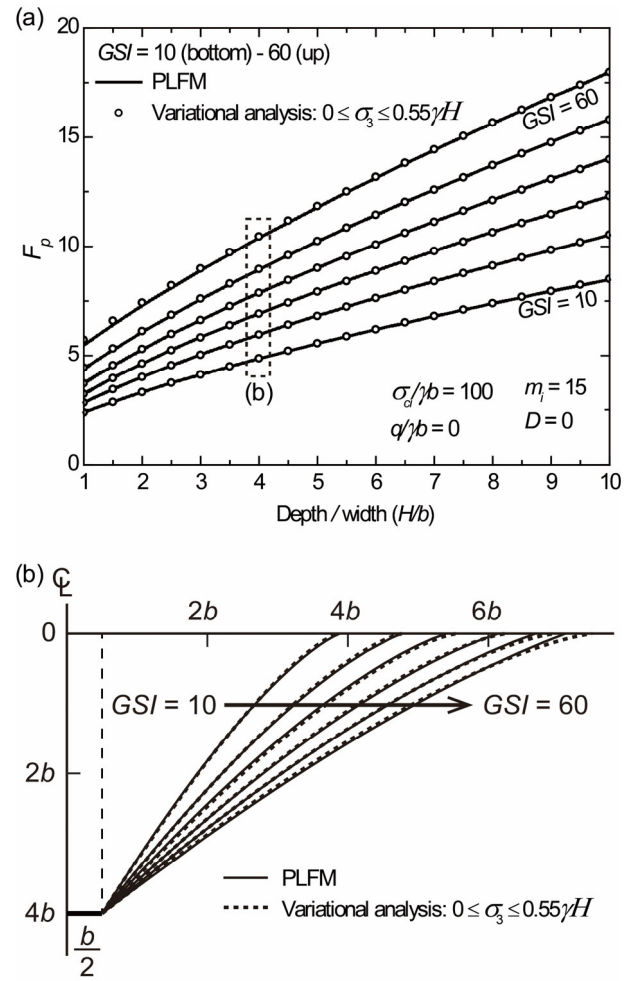 (a)
20
15
10
5
0
F_p
GSI = 10 (bottom) - 60 (up)
PLFM
Variational analysis: 0 ≤ σ₃ ≤ 0.55γH
GSI = 60
GSI = 10
(b)
σ_ci/γb = 100 m_i = 15
q/γb = 0 D = 0
1 2 3 4 5 6 7 8 9 10
Depth / width (H/b)
(b) ℄
2b 4b 6b
0
GSI = 10 GSI = 60
2b
PLFM
Variational analysis: 0 ≤ σ₃ ≤ 0.55γH
4b
b
2